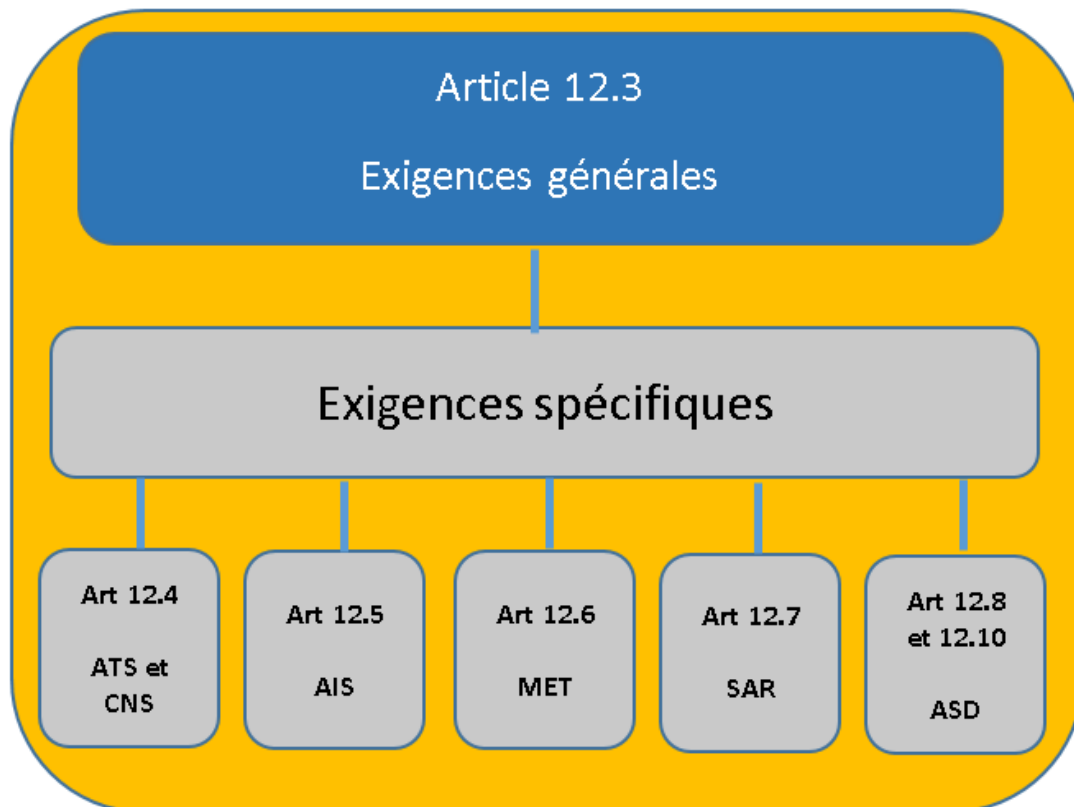 Article 12.3
Exigences générales
Exigences spécifiques
Art 12.4
ATS et
CNS
Art 12.5
AIS
Art 12.6
MET
Art 12.7
SAR
Art 12.8
et 12.10
ASD